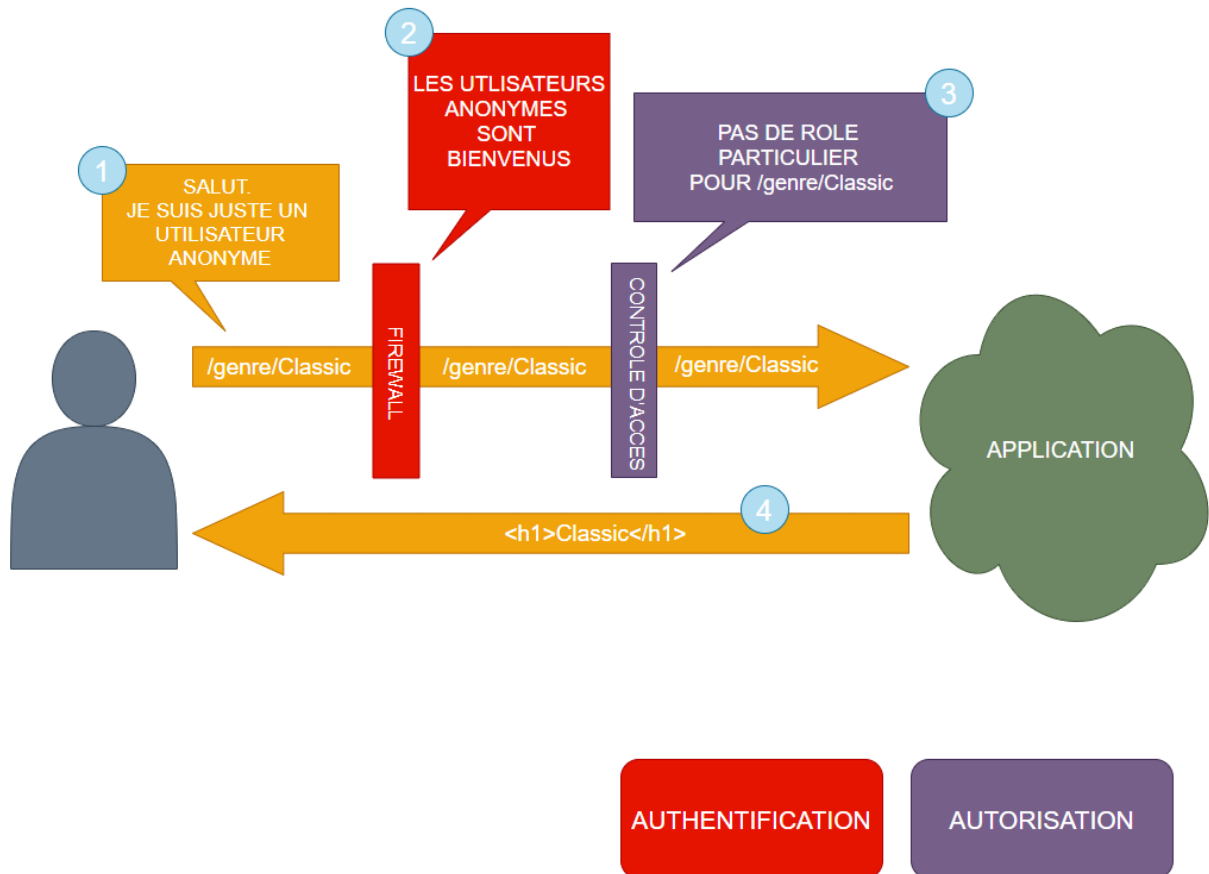 1
SALUT.
JE SUIS JUSTE UN
UTILISATEUR
ANONYME
2
LES UTLISATEURS
ANONYMES
SONT
BIENVENUS
3
PAS DE ROLE
PARTICULIER
POUR /genre/Classic
/genre/Classic
FIREWALL
/genre/Classic
CONTROLE D'ACCES
/genre/Classic
APPLICATION
4
<h1>Classic</h1>
AUTHENTIFICATION
AUTORISATION